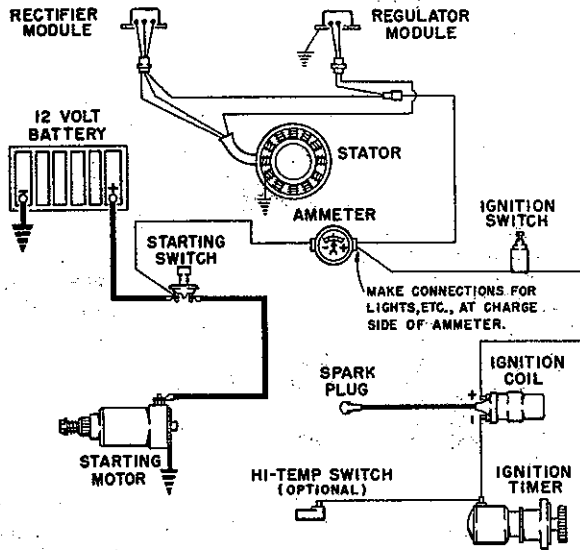 RECTIFIER
MODULE
REGULATOR
MODULE
12 VOLT
BATTERY
STATOR
AMMETER
IGNITION
SWITCH
STARTING
SWITCH
MAKE CONNECTIONS FOR
LIGHTS, ETC., AT CHARGE
SIDE OF AMMETER.
SPARK
PLUG
IGNITION
COIL
STARTING
MOTOR
HI-TEMP SWITCH
(OPTIONAL)
IGNITION
TIMER